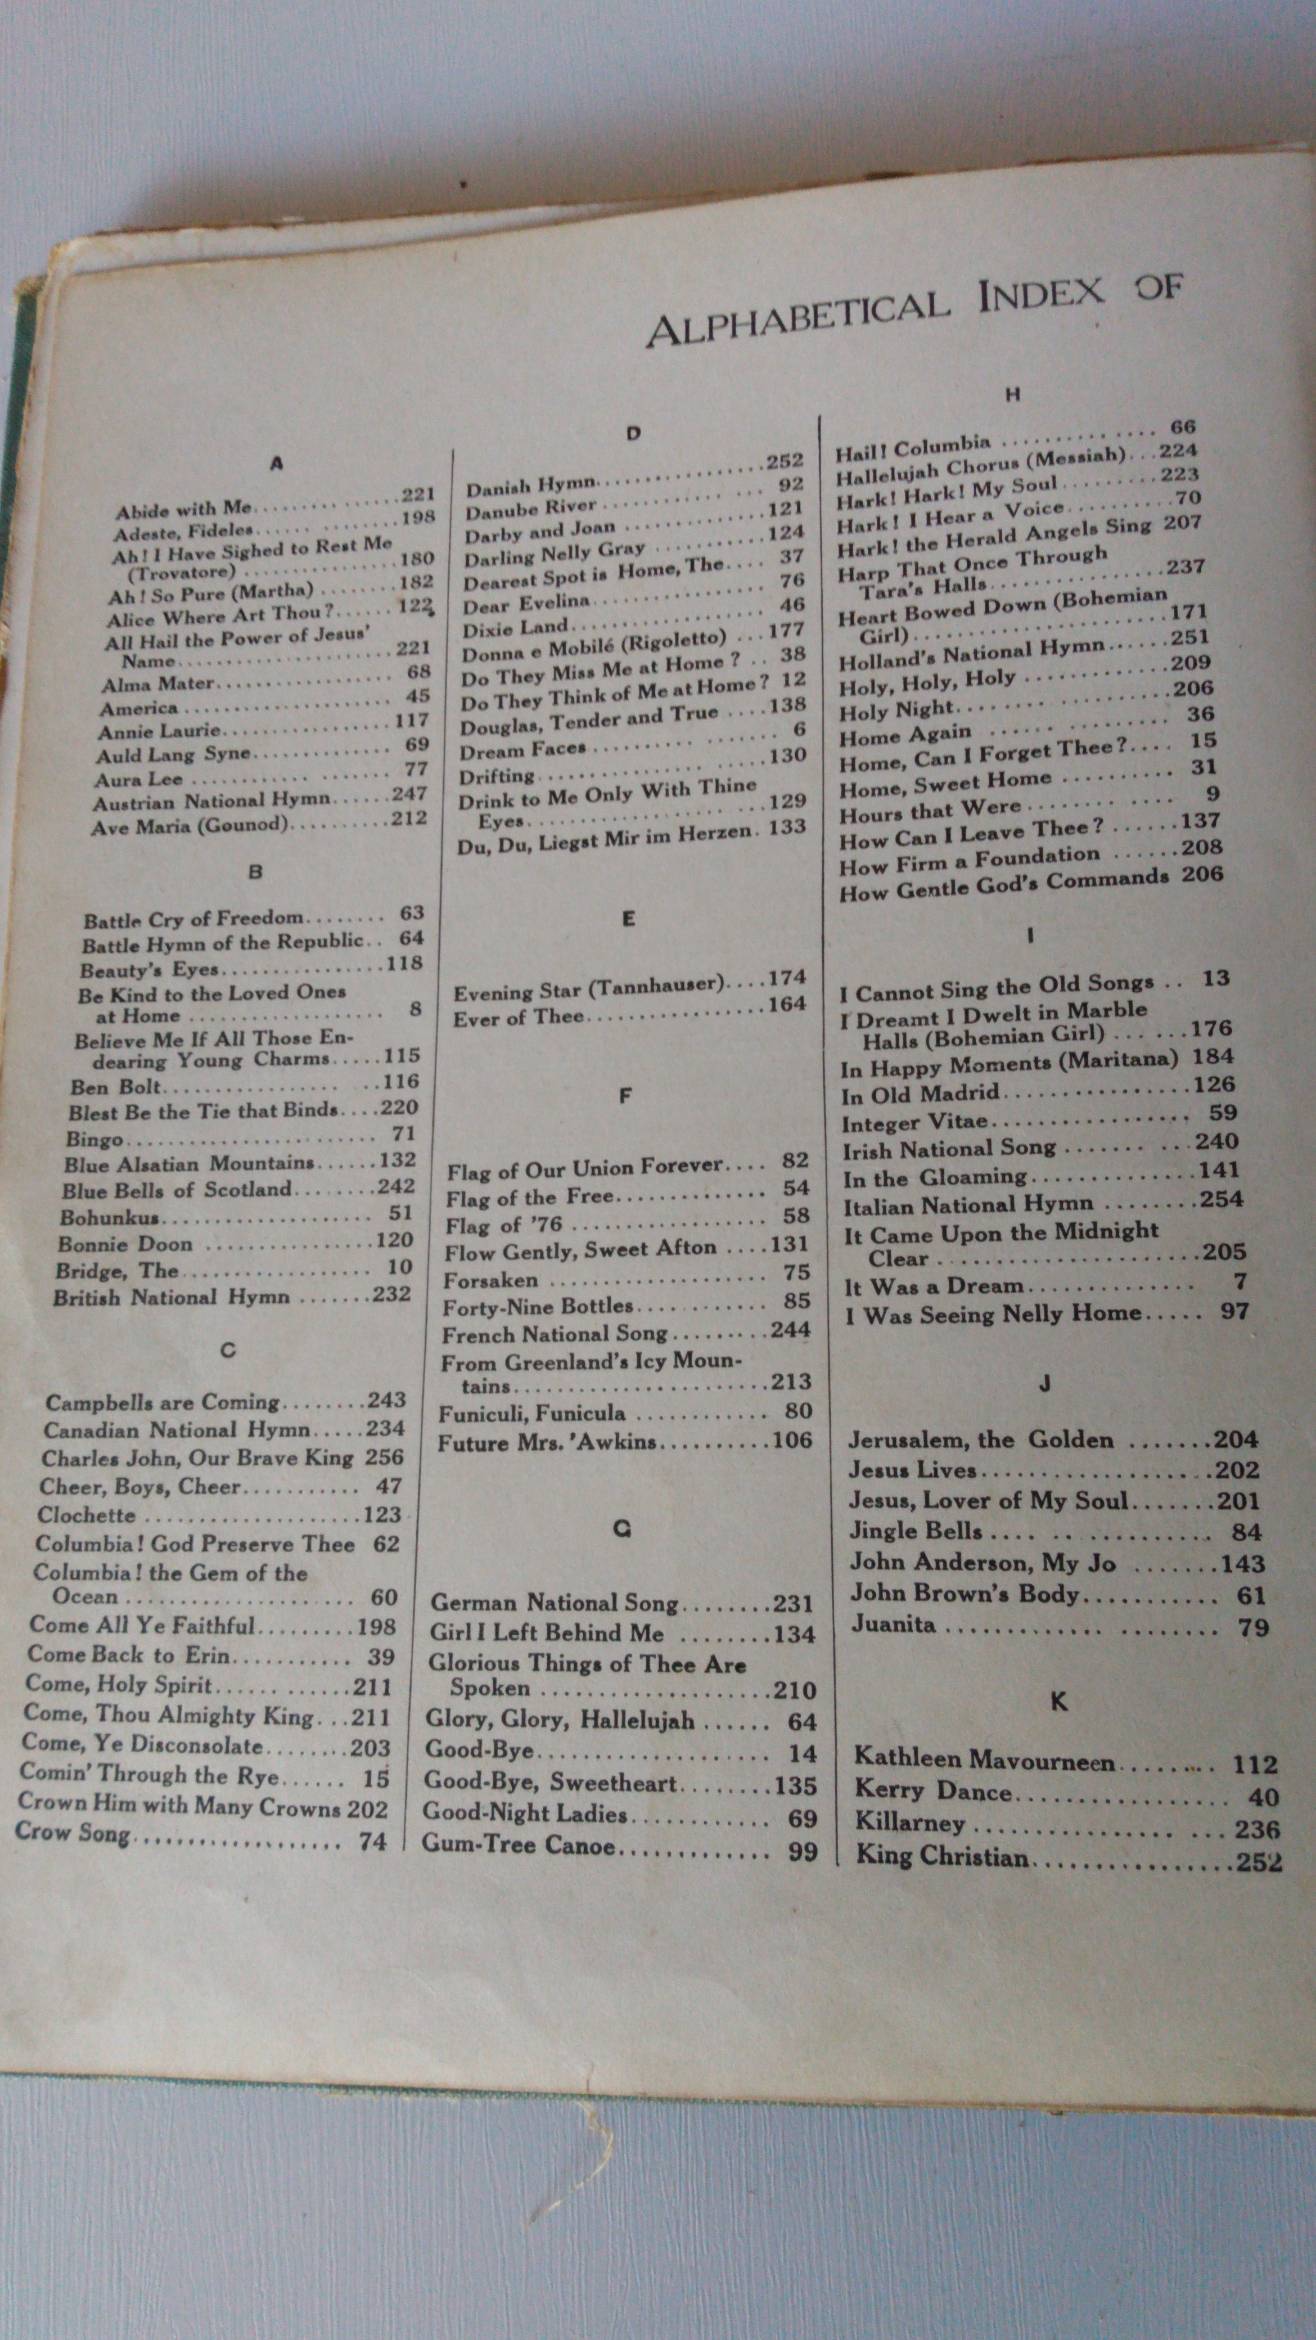 ALPHABETICAL INDEX OF
A
Abide with Me..............221
Adeste, Fideles..............198
Ah! I Have Sighed to Rest Me
(Trovatore)..............180
Ah! So Pure (Martha)........182
Alice Where Art Thou?......122
All Hail the Power of Jesus'
Name......................221
Alma Mater.................. 68
America..................... 45
Annie Laurie................117
Auld Lang Syne.............. 69
Aura Lee.................... 77
Austrian National Hymn......247
Ave Maria (Gounod)..........212
B
Battle Cry of Freedom........ 63
Battle Hymn of the Republic.. 64
Beauty's Eyes................118
Be Kind to the Loved Ones
at Home.................. 8
Believe Me If All Those En-
dearing Young Charms.....115
Ben Bolt...................116
Blest Be the Tie that Binds....220
Bingo........................ 71
Blue Alsatian Mountains......132
Blue Bells of Scotland........242
Bohunkus.................... 51
Bonnie Doon................120
Bridge, The.................. 10
British National Hymn.......232
C
Campbells are Coming........243
Canadian National Hymn.....234
Charles John, Our Brave King 256
Cheer, Boys, Cheer........... 47
Clochette....................123
Columbia! God Preserve Thee 62
Columbia! the Gem of the
Ocean..................... 60
Come All Ye Faithful.........198
Come Back to Erin........... 39
Come, Holy Spirit............211
Come, Thou Almighty King...211
Come, Ye Disconsolate........203
Comin' Through the Rye...... 15
Crown Him with Many Crowns 202
Crow Song................... 74
D
Danish Hymn................252
Danube River............... 92
Darby and Joan.............121
Darling Nelly Gray...........124
Dearest Spot is Home, The.... 37
Dear Evelina................ 76
Dixie Land.................. 46
Donna e Mobilé (Rigoletto)...177
Do They Miss Me at Home?.. 38
Do They Think of Me at Home? 12
Douglas, Tender and True....138
Dream Faces................. 6
Drifting....................130
Drink to Me Only With Thine
Eyes.....................129
Du, Du, Liegst Mir im Herzen. 133
E
Evening Star (Tannhauser)....174
Ever of Thee.................164
F
Flag of Our Union Forever.... 82
Flag of the Free.............. 54
Flag of '76.................. 58
Flow Gently, Sweet Afton....131
Forsaken.................... 75
Forty-Nine Bottles............ 85
French National Song.........244
From Greenland's Icy Moun-
tains.......................213
Funiculi, Funicula............ 80
Future Mrs. 'Awkins..........106
G
German National Song........231
Girl I Left Behind Me........134
Glorious Things of Thee Are
Spoken....................210
Glory, Glory, Hallelujah...... 64
Good-Bye.................... 14
Good-Bye, Sweetheart........135
Good-Night Ladies............ 69
Gum-Tree Canoe............. 99
H
Hail! Columbia.............. 66
Hallelujah Chorus (Messiah)...224
Hark! Hark! My Soul.........223
Hark! I Hear a Voice..........70
Hark! the Herald Angels Sing 207
Harp That Once Through
Tara's Halls...............237
Heart Bowed Down (Bohemian
Girl)......................171
Holland's National Hymn......251
Holy, Holy, Holy............209
Holy Night..................206
Home Again................ 36
Home, Can I Forget Thee?.... 15
Home, Sweet Home.......... 31
Hours that Were............ 9
How Can I Leave Thee?......137
How Firm a Foundation......208
How Gentle God's Commands 206
I
I Cannot Sing the Old Songs.. 13
I Dreamt I Dwelt in Marble
Halls (Bohemian Girl)......176
In Happy Moments (Maritana) 184
In Old Madrid................126
Integer Vitae................. 59
Irish National Song..........240
In the Gloaming..............141
Italian National Hymn........254
It Came Upon the Midnight
Clear......................205
It Was a Dream.............. 7
I Was Seeing Nelly Home..... 97
J
Jerusalem, the Golden.......204
Jesus Lives...................202
Jesus, Lover of My Soul.......201
Jingle Bells.................. 84
John Anderson, My Jo.......143
John Brown's Body........... 61
Juanita..................... 79
K
Kathleen Mavourneen........ 112
Kerry Dance................. 40
Killarney...................236
King Christian.................252